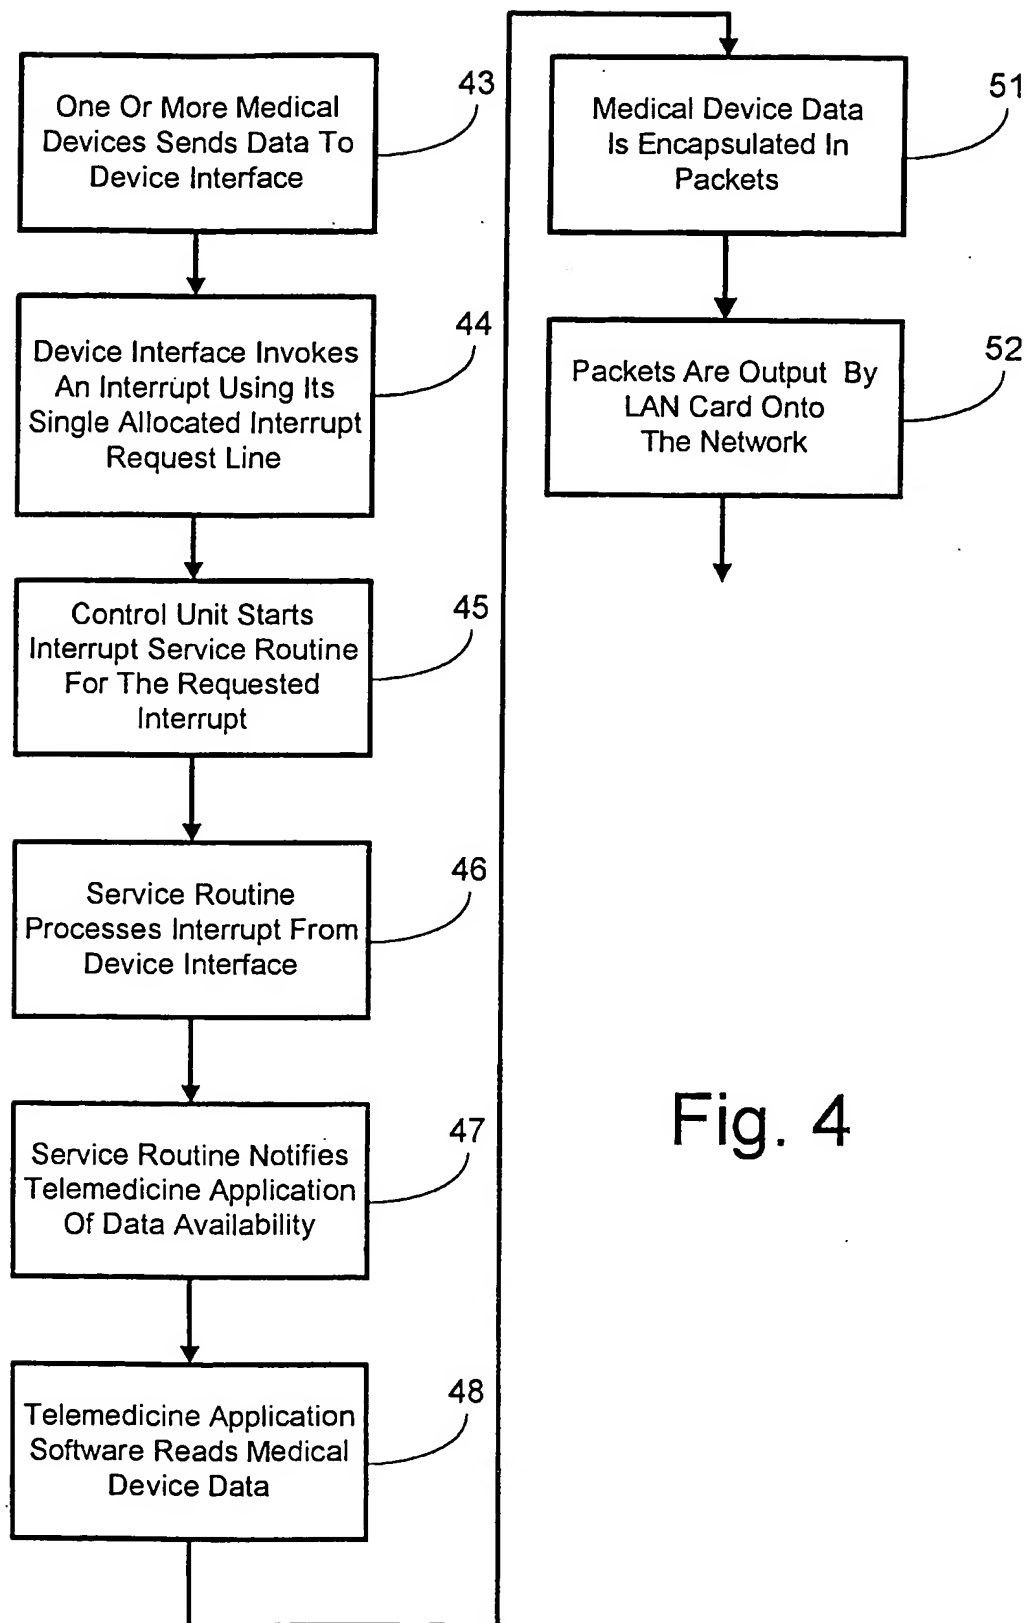 One Or More Medical
Devices Sends Data To
Device Interface
43
Device Interface Invokes
An Interrupt Using Its
Single Allocated Interrupt
Request Line
44
Control Unit Starts
Interrupt Service Routine
For The Requested
Interrupt
45
Service Routine
Processes Interrupt From
Device Interface
46
Service Routine Notifies
Telemedicine Application
Of Data Availability
47
Telemedicine Application
Software Reads Medical
Device Data
48
Medical Device Data
Is Encapsulated In
Packets
51
Packets Are Output By
LAN Card Onto
The Network
52
Fig. 4